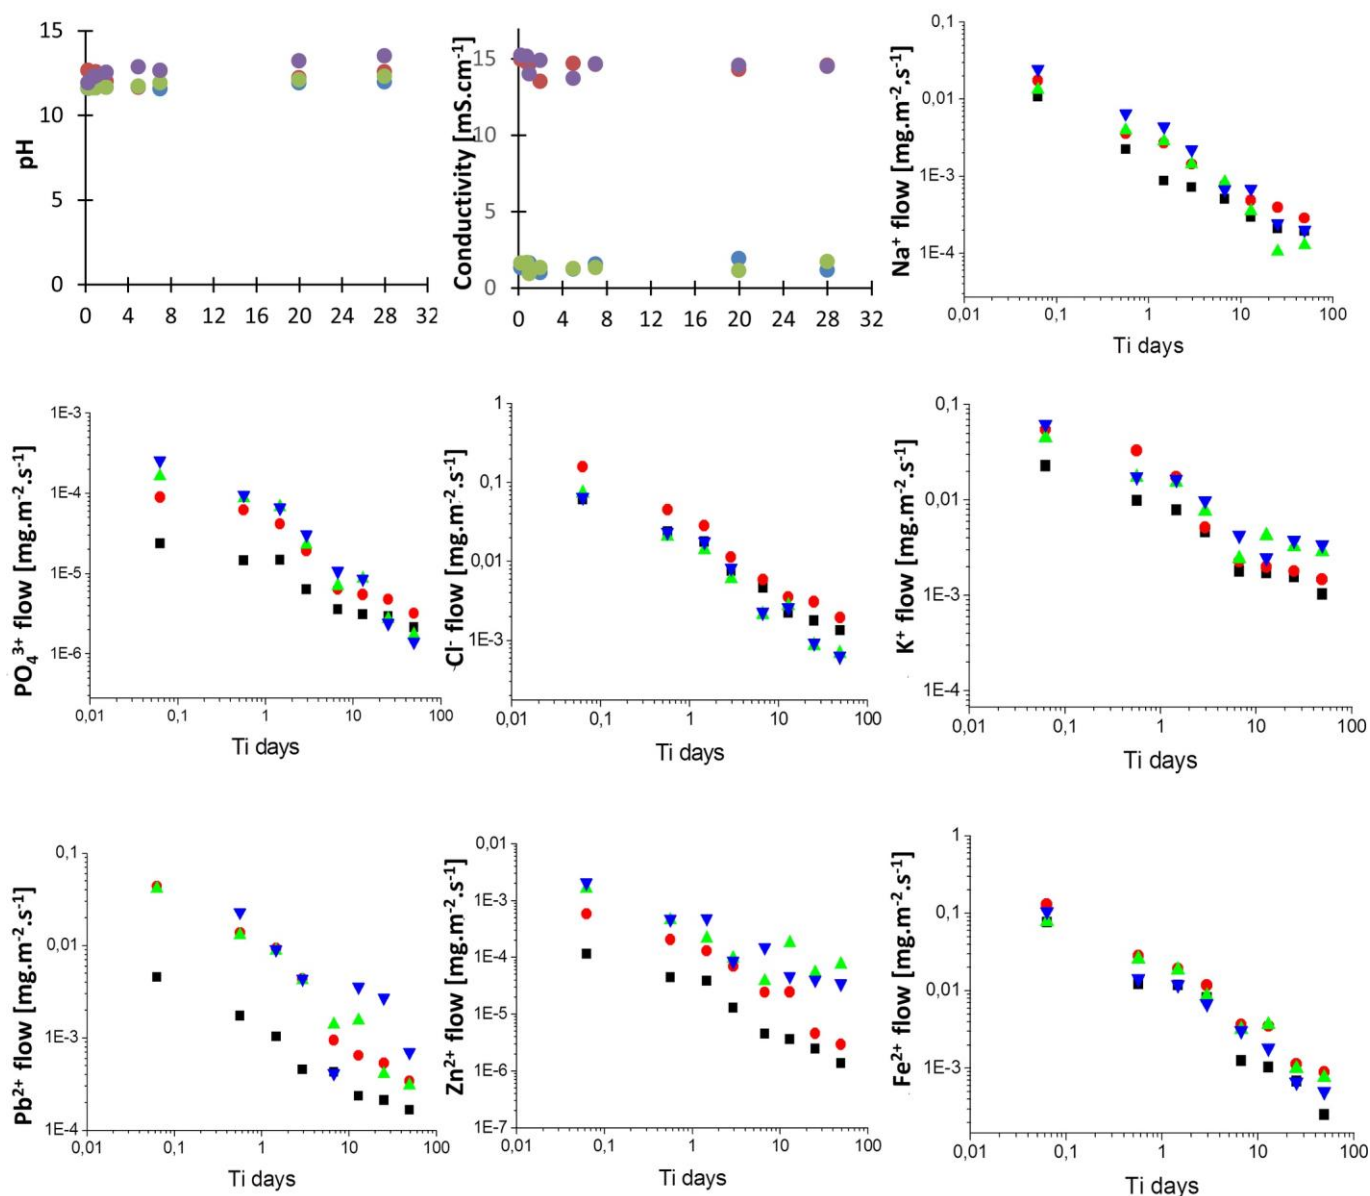 15
10
5
0
pH
0 4 8 12 16 20 24 28 32
15
10
5
0
Conductivity [mS.cm⁻¹]
0 4 8 12 16 20 24 28 32
0,1
0,01
1E-3
1E-4
Na⁺ flow [mg.m⁻².s⁻¹]
0,01 0,1 1 10 100
Ti days
1E-3
1E-4
1E-5
1E-6
PO₄³⁺ flow [mg.m⁻².s⁻¹]
0,01 0,1 1 10 100
Ti days
1
0,1
0,01
1E-3
Cl⁻ flow [mg.m⁻².s⁻¹]
0,01 0,1 1 10 100
Ti days
0,1
0,01
1E-3
1E-4
K⁺ flow [mg.m⁻².s⁻¹]
0,01 0,1 1 10 100
Ti days
0,1
0,01
1E-3
1E-4
Pb²⁺ flow [mg.m⁻².s⁻¹]
0,01 0,1 1 10 100
Ti days
0,01
1E-3
1E-4
1E-5
1E-6
1E-7
Zn²⁺ flow [mg.m⁻².s⁻¹]
0,01 0,1 1 10 100
Ti days
1
0,1
0,01
1E-3
Fe²⁺ flow [mg.m⁻².s⁻¹]
0,01 0,1 1 10 100
Ti days